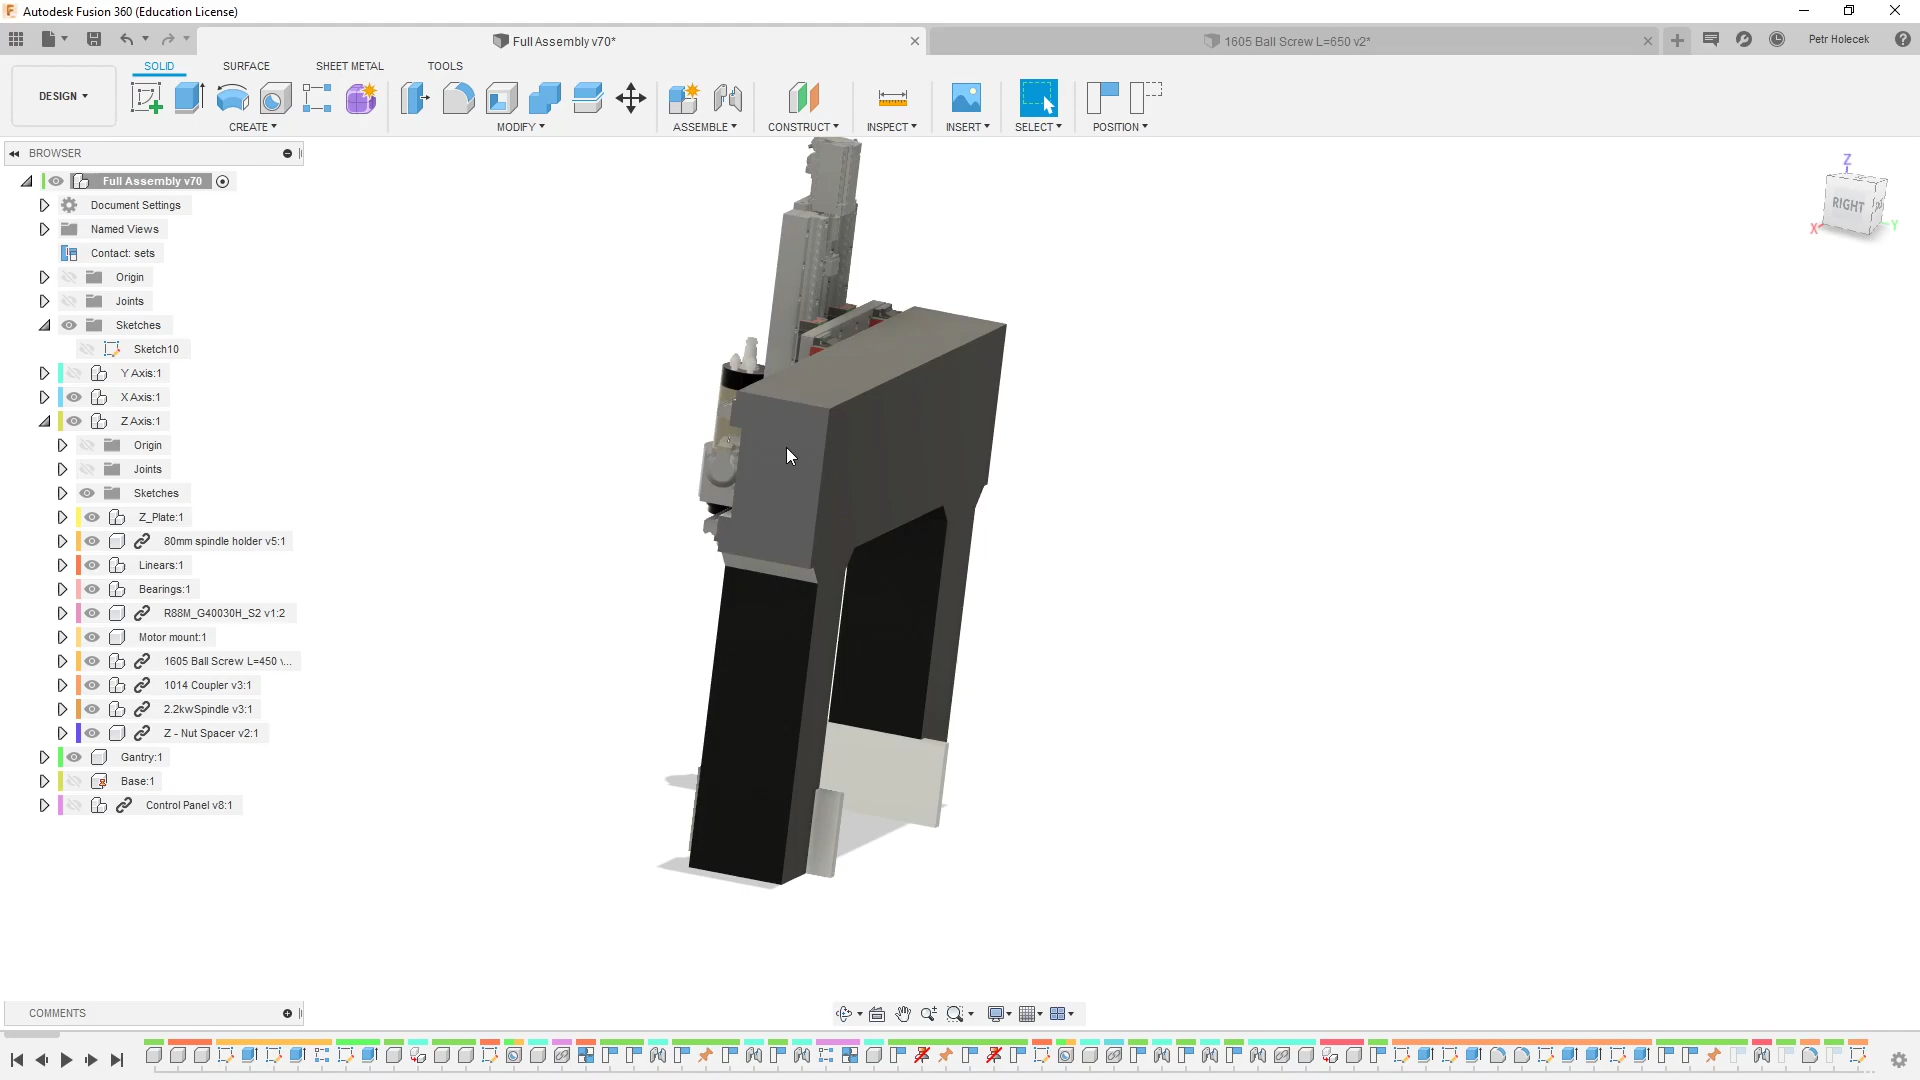 Autodesk Fusion 360 (Education License)
Full Assembly v70*
1605 Ball Screw L=650 v2*
Petr Holecek
SOLID
SURFACE
SHEET METAL
TOOLS
DESIGN
CREATE
MODIFY
ASSEMBLE
CONSTRUCT
INSPECT
INSERT
SELECT
POSITION
BROWSER
Full Assembly v70
Document Settings
Named Views
Contact: sets
Origin
Joints
Sketches
Sketch10
Y Axis:1
X Axis:1
Z Axis:1
Origin
Joints
Sketches
Z_Plate:1
80mm spindle holder v5:1
Linears:1
Bearings:1
R88M_G40030H_S2 v1:2
Motor mount:1
1605 Ball Screw L=450 v...
1014 Coupler v3:1
2.2kwSpindle v3:1
Z - Nut Spacer v2:1
Gantry:1
Base:1
Control Panel v8:1
Z
RIGHT
X
Y
COMMENTS